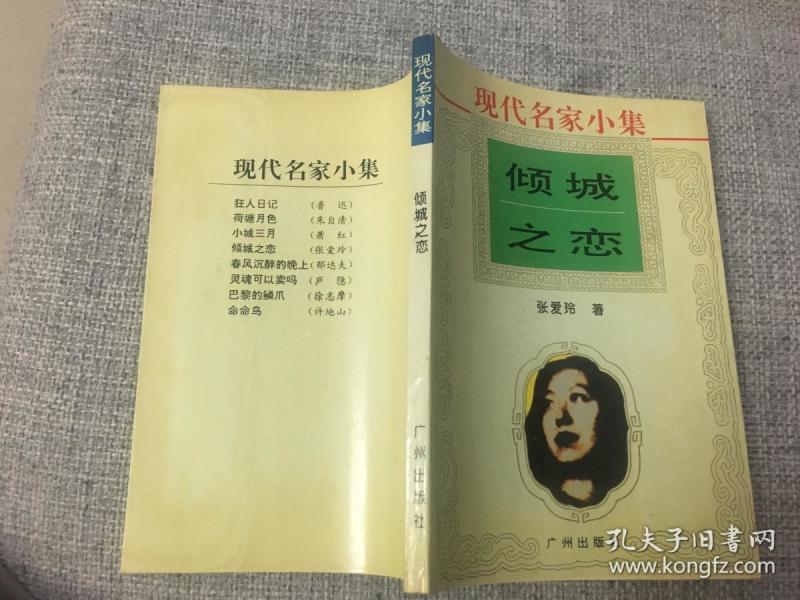 现代名家小集
狂人日记 (鲁 迅)
荷塘月色 (朱自清)
小城三月 (萧 红)
倾城之恋 (张爱玲)
春风沉醉的晚上(郁达夫)
灵魂可以卖吗 (庐 隐)
巴黎的鳞爪 (徐志摩)
命命鸟 (许地山)
现代名家小集
倾城之恋
广州出版社
现代名家小集
倾城
之恋
张爱玲 著
广州出版
孔夫子旧书网
www.kongfz.com